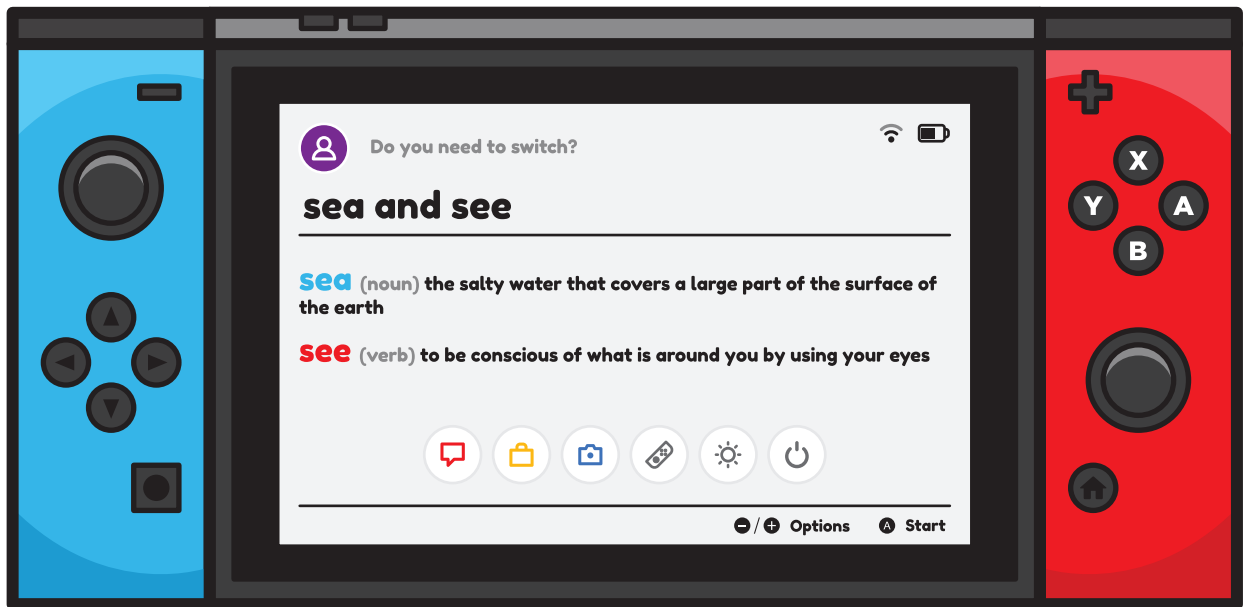 Do you need to switch?
sea and see
sea (noun) the salty water that covers a large part of the surface of
the earth
see (verb) to be conscious of what is around you by using your eyes
X
Y
A
B
-/+ Options
A Start